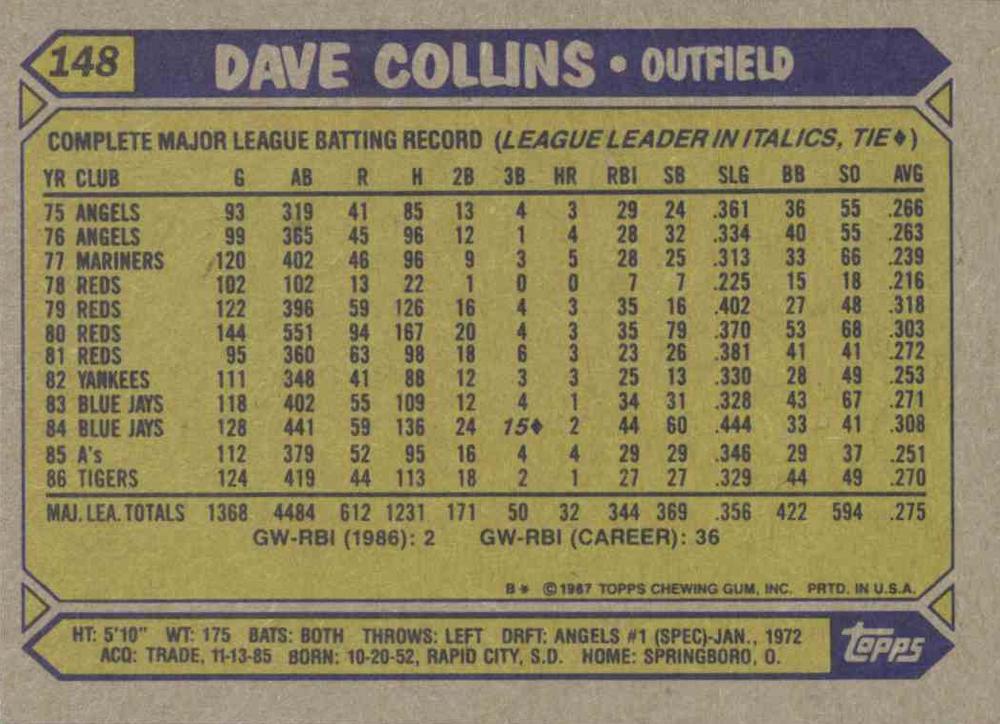 148 DAVE COLLINS • OUTFIELD
COMPLETE MAJOR LEAGUE BATTING RECORD (LEAGUE LEADER IN ITALICS, TIE♦)
YR CLUB G AB R H 2B 3B HR RBI SB SLG BB SO AVG
75 ANGELS 93 319 41 85 13 4 3 29 24 .361 36 55 .266
76 ANGELS 99 365 45 96 12 1 4 28 32 .334 40 55 .263
77 MARINERS 120 402 46 96 9 3 5 28 25 .313 33 66 .239
78 REDS 102 102 13 22 1 0 0 7 7 .225 15 18 .216
79 REDS 122 396 59 126 16 4 3 35 16 .402 27 48 .318
80 REDS 144 551 94 167 20 4 3 35 79 .370 53 68 .303
81 REDS 95 360 63 98 18 6 3 23 26 .381 41 41 .272
82 YANKEES 111 348 41 88 12 3 3 25 13 .330 28 49 .253
83 BLUE JAYS 118 402 55 109 12 4 1 34 31 .328 43 67 .271
84 BLUE JAYS 128 441 59 136 24 15♦ 2 44 60 .444 33 41 .308
85 A's 112 379 52 95 16 4 4 29 29 .346 29 37 .251
86 TIGERS 124 419 44 113 18 2 1 27 27 .329 44 49 .270
MAJ. LEA. TOTALS 1368 4484 612 1231 171 50 32 344 369 .356 422 594 .275
GW-RBI (1986): 2 GW-RBI (CAREER): 36
B* ©1987 TOPPS CHEWING GUM, INC. PRTD. IN U.S.A.
HT: 5'10" WT: 175 BATS: BOTH THROWS: LEFT DRFT: ANGELS #1 (SPEC)-JAN., 1972
ACQ: TRADE, 11-13-85 BORN: 10-20-52, RAPID CITY, S.D. HOME: SPRINGBORO, O.
topps